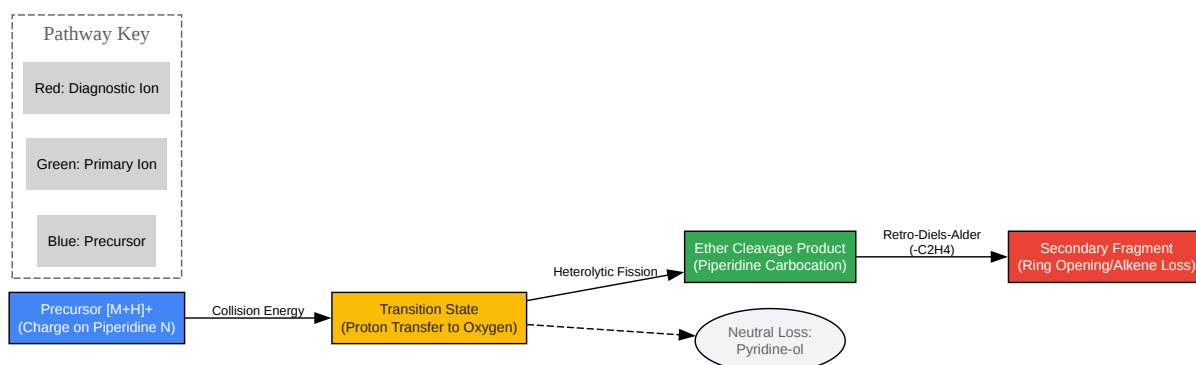 Pathway Key
Red: Diagnostic Ion
Green: Primary Ion
Blue: Precursor
Precursor [M+H]+
(Charge on Piperidine N)
Collision Energy
Transition State
(Proton Transfer to Oxygen)
Heterolytic Fission
Ether Cleavage Product
(Piperidine Carbocation)
Retro-Diels-Alder
(-C2H4)
Secondary Fragment
(Ring Opening/Alkene Loss)
Neutral Loss:
Pyridine-ol